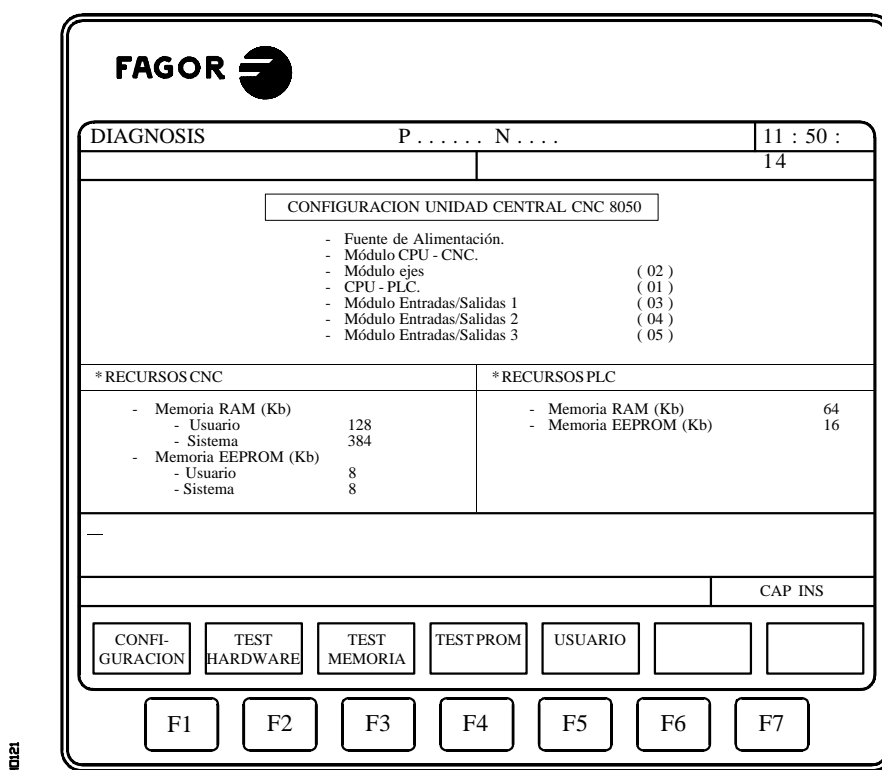 FAGOR
DIAGNOSIS P . . . . . . N . . . . 11 : 50 :
14
CONFIGURACION UNIDAD CENTRAL CNC 8050
- Fuente de Alimentación.
- Módulo CPU - CNC.
- Módulo ejes ( 02 )
- CPU - PLC. ( 01 )
- Módulo Entradas/Salidas 1 ( 03 )
- Módulo Entradas/Salidas 2 ( 04 )
- Módulo Entradas/Salidas 3 ( 05 )
* RECURSOS CNC
- Memoria RAM (Kb)
- Usuario 128
- Sistema 384
- Memoria EEPROM (Kb)
- Usuario 8
- Sistema 8
* RECURSOS PLC
- Memoria RAM (Kb) 64
- Memoria EEPROM (Kb) 16
CAP INS
CONFI-
GURACION
TEST
HARDWARE
TEST
MEMORIA
TEST PROM
USUARIO
F1 F2 F3 F4 F5 F6 F7